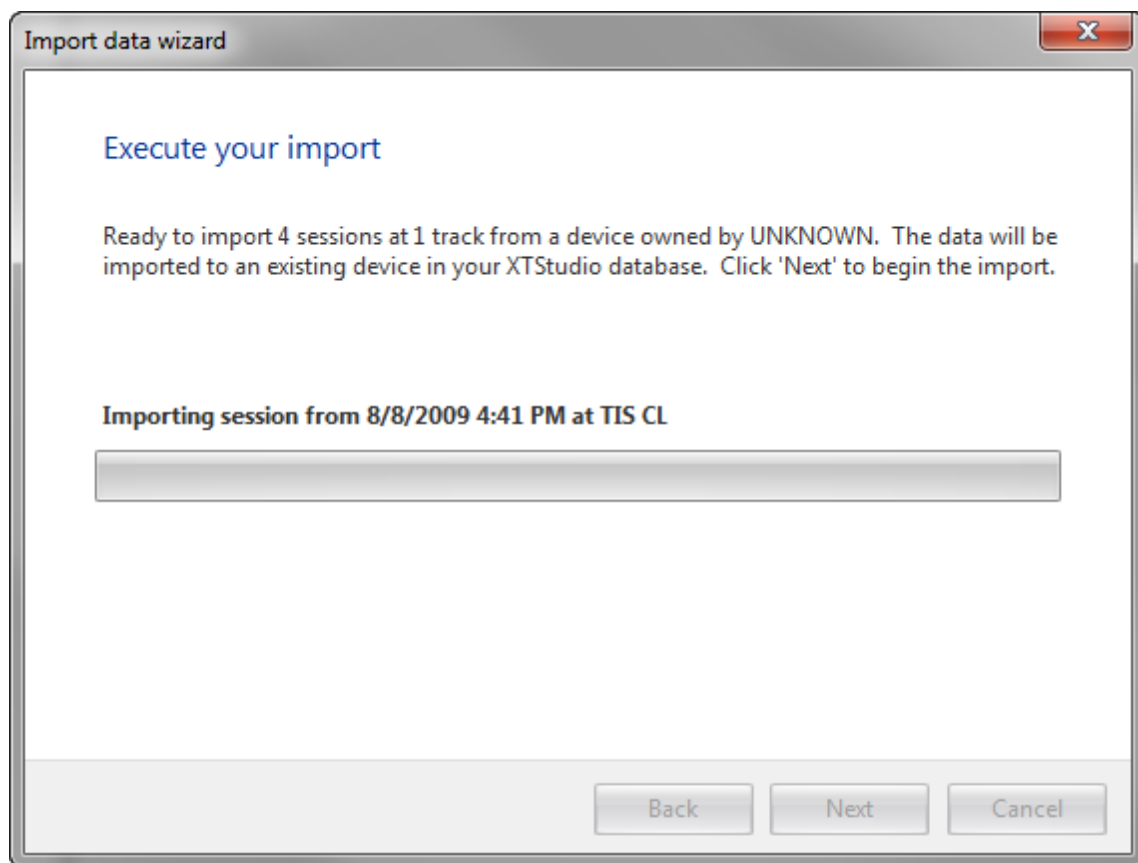 Import data wizard
Execute your import
Ready to import 4 sessions at 1 track from a device owned by UNKNOWN.  The data will be
imported to an existing device in your XTStudio database.  Click 'Next' to begin the import.
Importing session from 8/8/2009 4:41 PM at TIS CL
Back Next Cancel